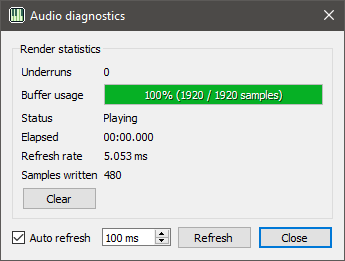 Audio diagnostics
Render statistics
Underruns 0
Buffer usage 100% (1920 / 1920 samples)
Status Playing
Elapsed 00:00.000
Refresh rate 5.053 ms
Samples written 480
Clear
Auto refresh 100 ms Refresh Close